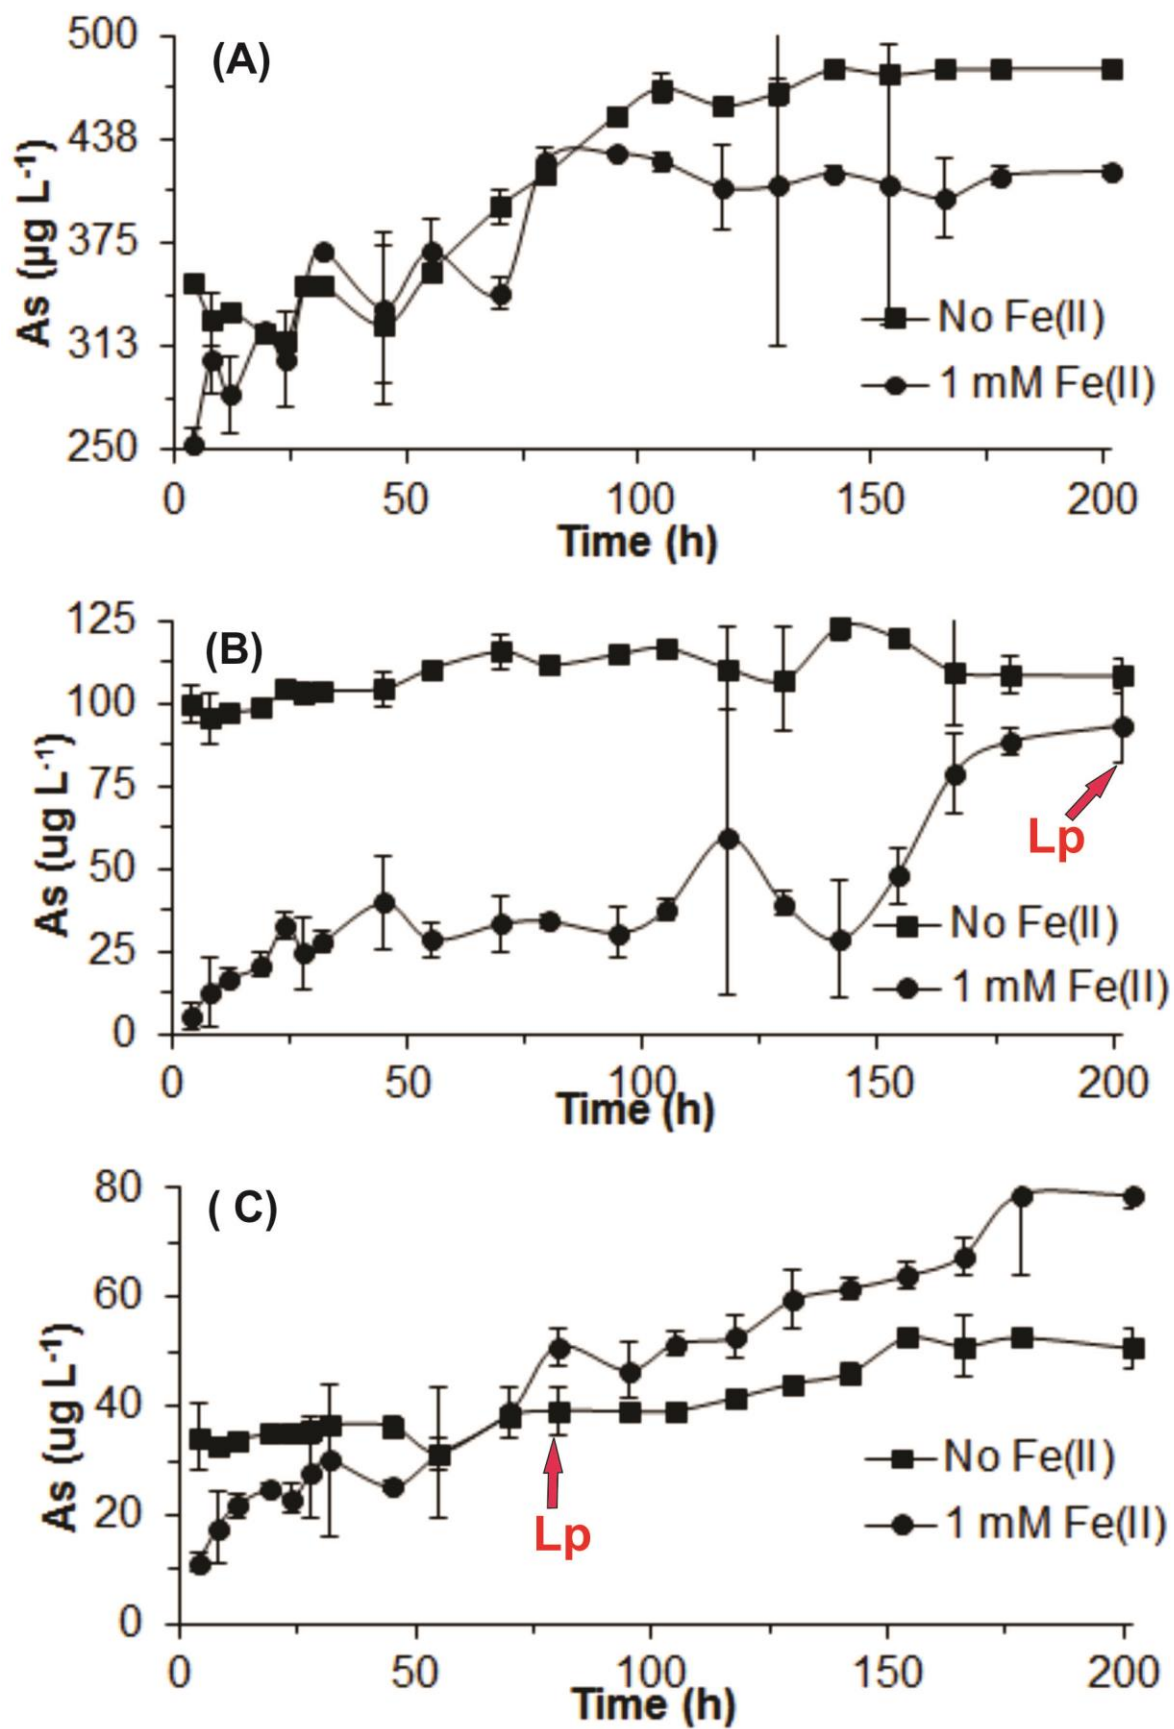 500
(A)
438
375
313
250
As (µg L-1)
No Fe(II)
1 mM Fe(II)
0 50 100 150 200
Time (h)
125
(B)
100
75
50
25
0
As (ug L-1)
Lp
No Fe(II)
1 mM Fe(II)
0 50 100 150 200
Time (h)
80
( C)
60
40
20
0
As (ug L-1)
Lp
No Fe(II)
1 mM Fe(II)
0 50 100 150 200
Time (h)